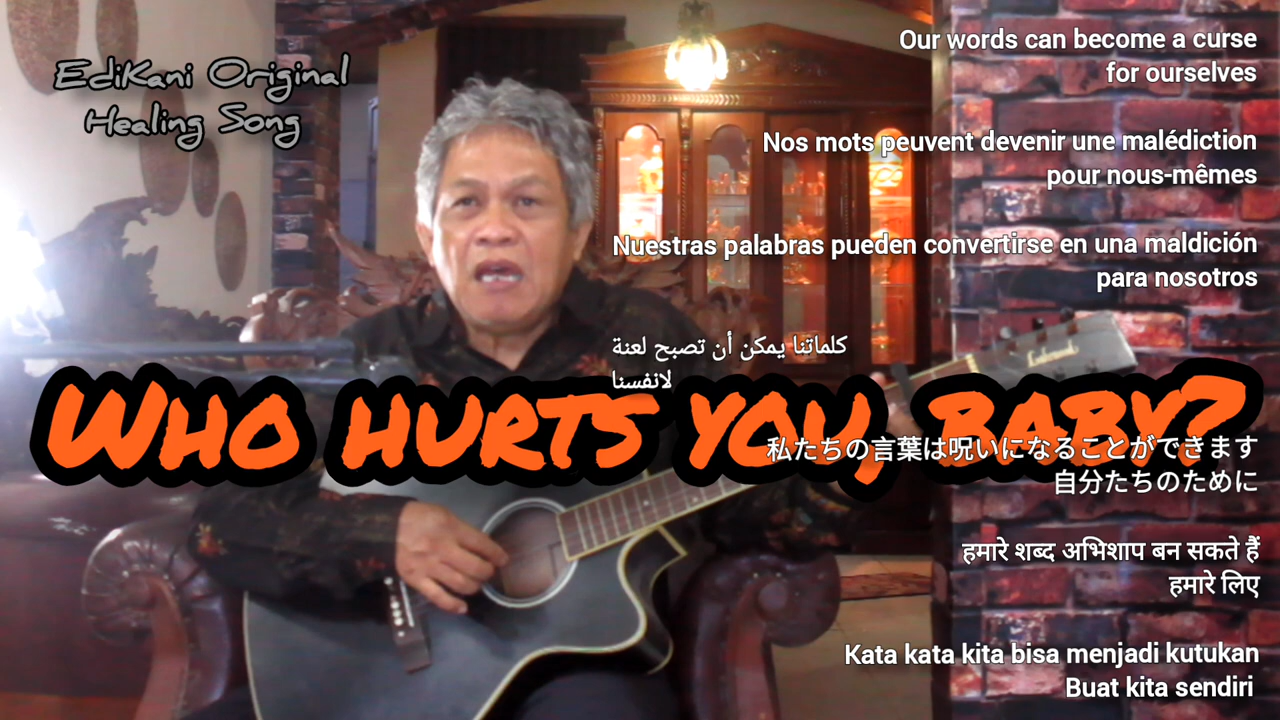 EdiKani Original
Healing Song
Our words can become a curse
for ourselves
Nos mots peuvent devenir une malédiction
pour nous-mêmes
Nuestras palabras pueden convertirse en una maldición
para nosotros
كلماتنا يمكن أن تصبح لعنة
لانفسنا
WHO HURTS YOU, BABY?
私たちの言葉は呪いになることができます
自分たちのために
हमारे शब्द अभिशाप बन सकते हैं
हमारे लिए
Kata kata kita bisa menjadi kutukan
Buat kita sendiri